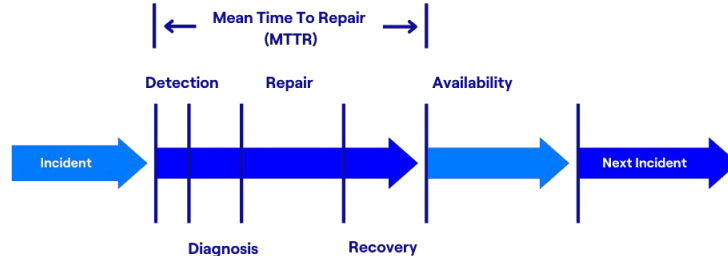 Mean Time To Repair
(MTTR)
Detection
Repair
Availability
Incident
Next Incident
Diagnosis
Recovery